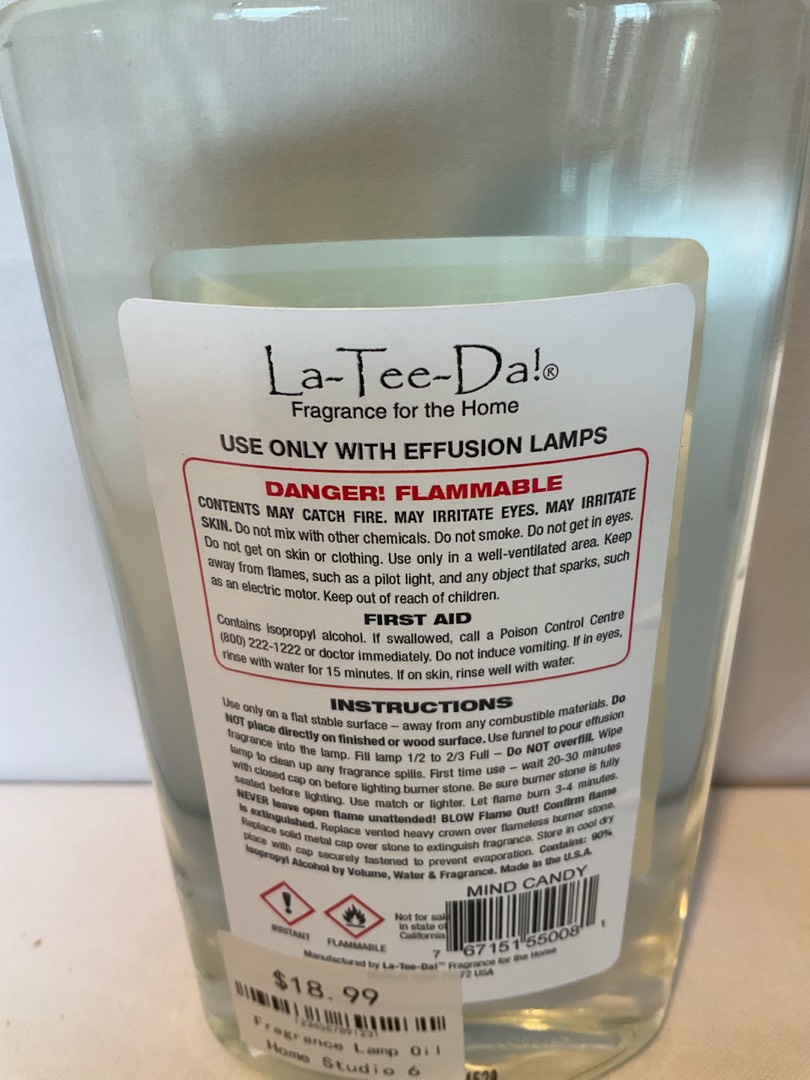 La-Tee-Da!®
Fragrance for the Home
USE ONLY WITH EFFUSION LAMPS
DANGER! FLAMMABLE
CONTENTS MAY CATCH FIRE. MAY IRRITATE EYES. MAY IRRITATE
SKIN. Do not mix with other chemicals. Do not smoke. Do not get in eyes.
Do not get on skin or clothing. Use only in a well-ventilated area. Keep
away from flames, such as a pilot light, and any object that sparks, such
as an electric motor. Keep out of reach of children.
FIRST AID
Contains isopropyl alcohol. If swallowed, call a Poison Control Centre
(800) 222-1222 or doctor immediately. Do not induce vomiting. If in eyes,
rinse with water for 15 minutes. If on skin, rinse well with water.
INSTRUCTIONS
Use only on a flat stable surface – away from any combustible materials. Do
NOT place directly on finished or wood surface. Use funnel to pour effusion
fragrance into the lamp. Fill lamp 1/2 to 2/3 Full – Do NOT overfill. Wipe
lamp to clean up any fragrance spills. First time use – wait 20-30 minutes
with closed cap on before lighting burner stone. Be sure burner stone is fully
seated before lighting. Use match or lighter. Let flame burn 3-4 minutes.
NEVER leave open flame unattended! BLOW Flame Out! Confirm flame
is extinguished. Replace vented heavy crown over flameless burner stone.
Replace solid metal cap over stone to extinguish fragrance. Store in cool dry
place with cap securely fastened to prevent evaporation. Contains: 90%
Isopropyl Alcohol by Volume, Water & Fragrance. Made in the U.S.A.
MIND CANDY
IRRITANT
FLAMMABLE
Not for sale
in state of
California.
7 67151 55008 1
Manufactured by La-Tee-Da!™ Fragrance for the Home
72 USA
$18.99
Fragrance Lamp Oil
Home Studio 6